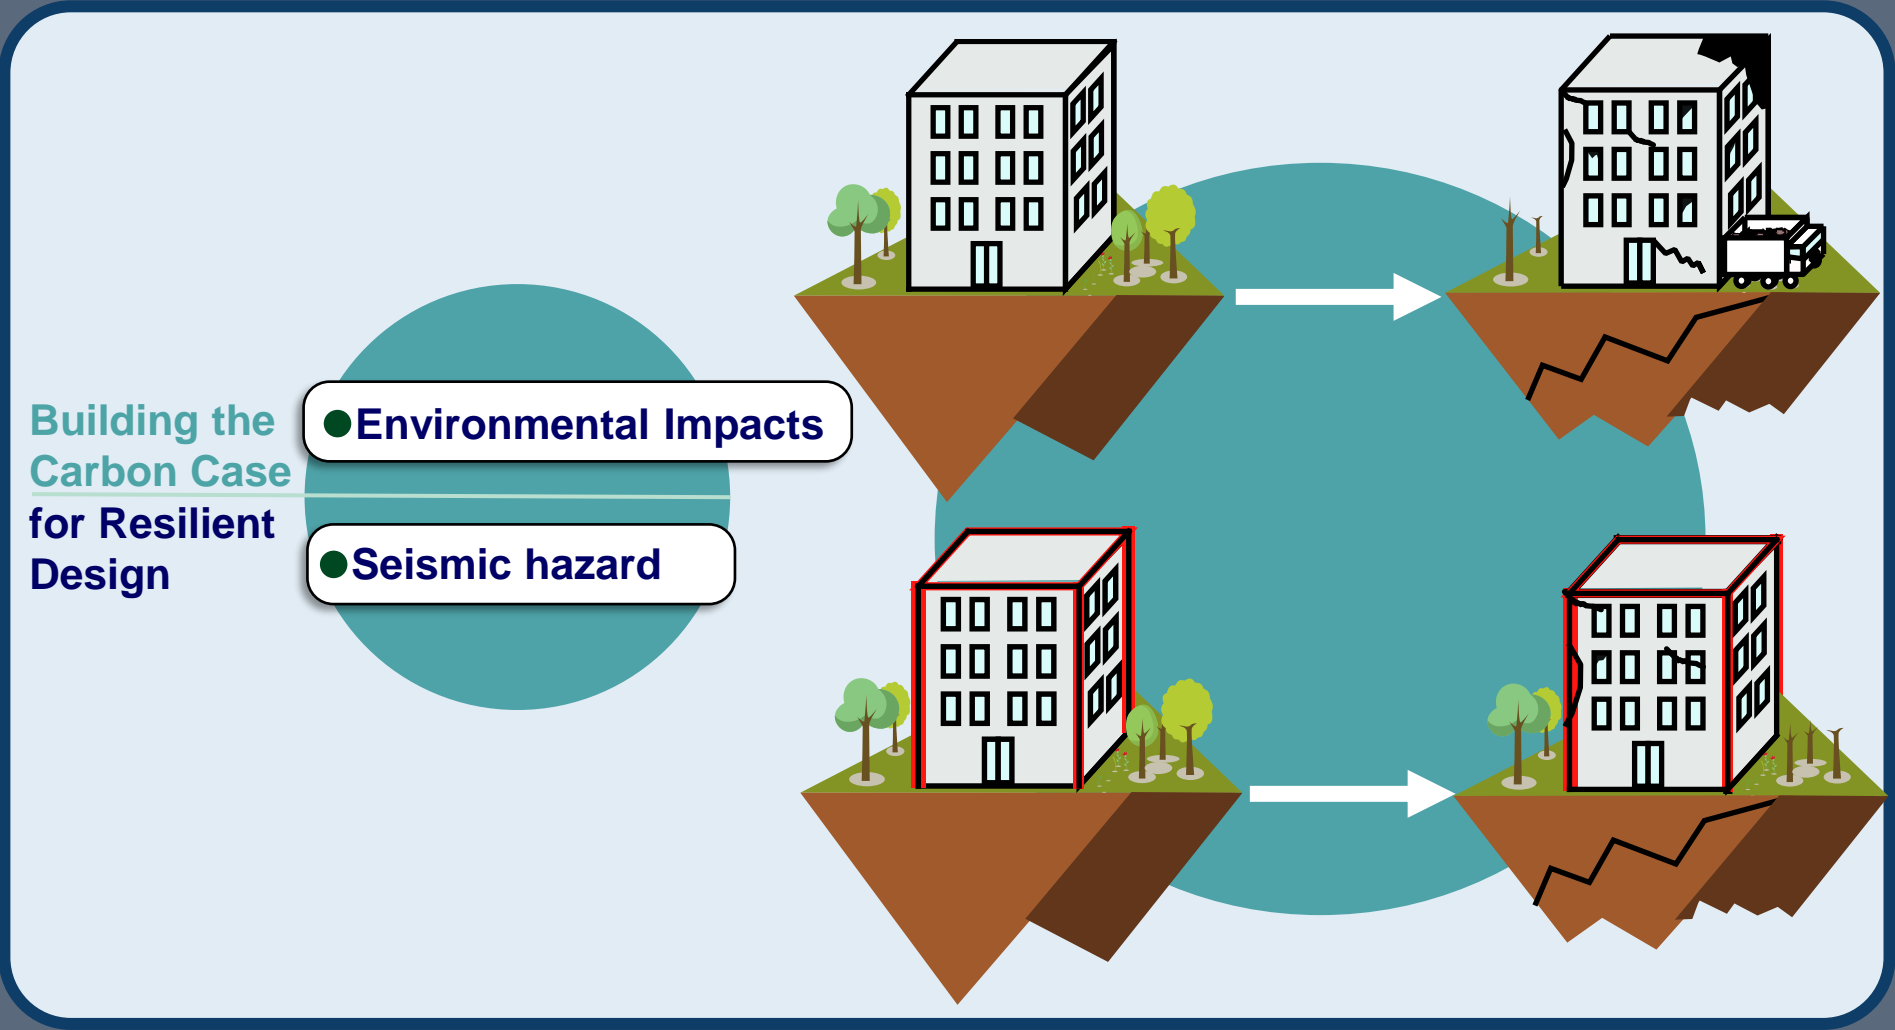 Building the
Carbon Case
for Resilient
Design
Environmental Impacts
Seismic hazard